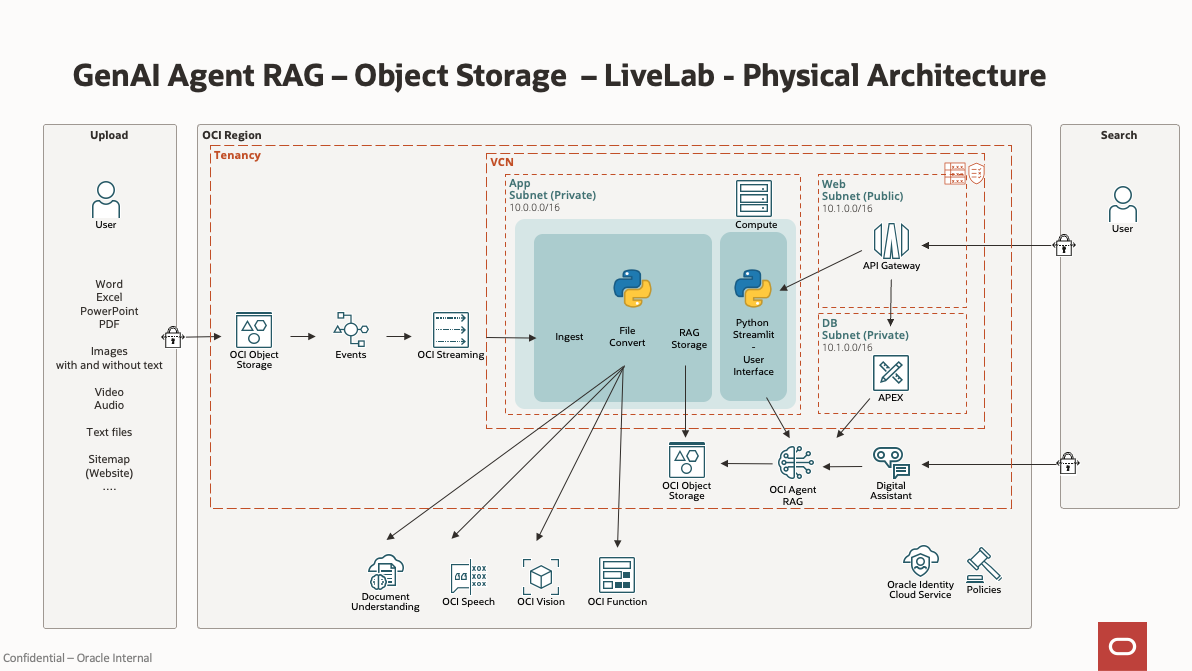 GenAI Agent RAG – Object Storage  – LiveLab - Physical Architecture
Upload
User
Word
Excel
PowerPoint
PDF
Images
with and without text
Video
Audio
Text files
Sitemap
(Website)
....
OCI Region
Tenancy
OCI Object
Storage
Events
OCI Streaming
VCN
App
Subnet (Private)
10.0.0.0/16
Compute
Ingest
File
Convert
RAG
Storage
Python
Streamlit
-
User
Interface
Web
Subnet (Public)
10.1.0.0/16
API Gateway
DB
Subnet (Private)
10.1.0.0/16
APEX
OCI Object
Storage
OCI Agent
RAG
Digital
Assistant
Document
Understanding
XOX
XOX
XOX
OCI Speech
OCI Vision
OCI Function
Oracle Identity
Cloud Service
Policies
Search
User
Confidential – Oracle Internal